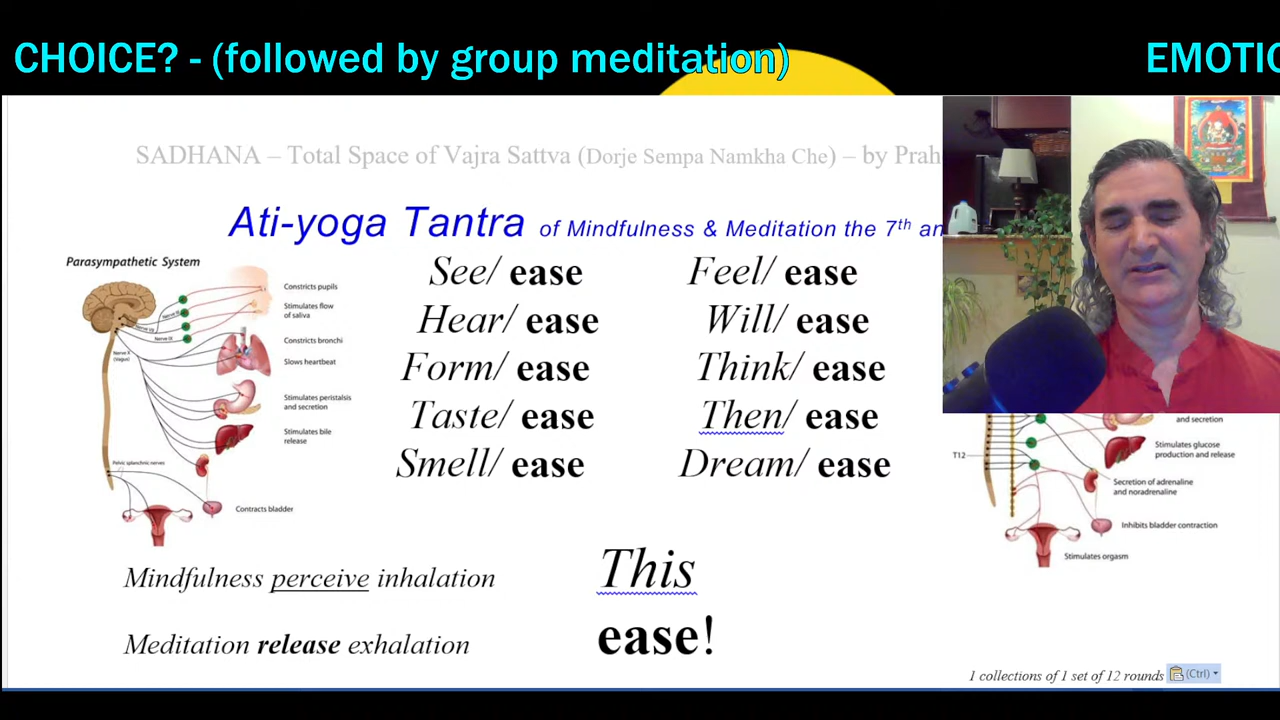 CHOICE? - (followed by group meditation)
EMOTIC
SADHANA – Total Space of Vajra Sattva (Dorje Sempa Namkha Che) – by Prah
Ati-yoga Tantra of Mindfulness & Meditation the 7th an
Parasympathetic System
Constricts pupils
Stimulates flow
of saliva
Constricts bronchi
Slows heartbeat
Stimulates peristalsis
and secretion
Stimulates bile
release
Contracts bladder
Nerve X
(Vagus)
Pelvic splanchnic nerves
See/ ease
Hear/ ease
Form/ ease
Taste/ ease
Smell/ ease
Feel/ ease
Will/ ease
Think/ ease
Then/ ease
Dream/ ease
and secretion
Stimulates glucose
production and release
T12
Secretion of adrenaline
and noradrenaline
Inhibits bladder contraction
Stimulates orgasm
Mindfulness perceive inhalation
Meditation release exhalation
This
ease!
1 collections of 1 set of 12 rounds
(Ctrl)